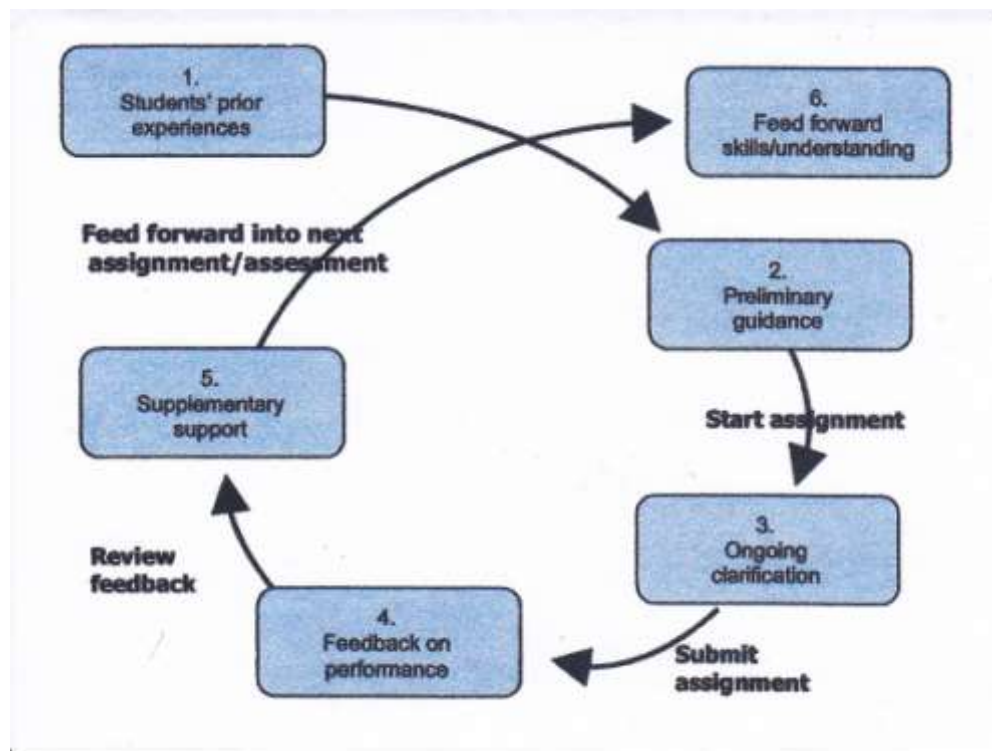 1.
Students' prior
experiences
6.
Feed forward
skills/understanding
Feed forward into next
assignment/assessment
2.
Preliminary
guidance
5.
Supplementary
support
Start assignment
3.
Ongoing
clarification
Review
feedback
4.
Feedback on
performance
Submit
assignment